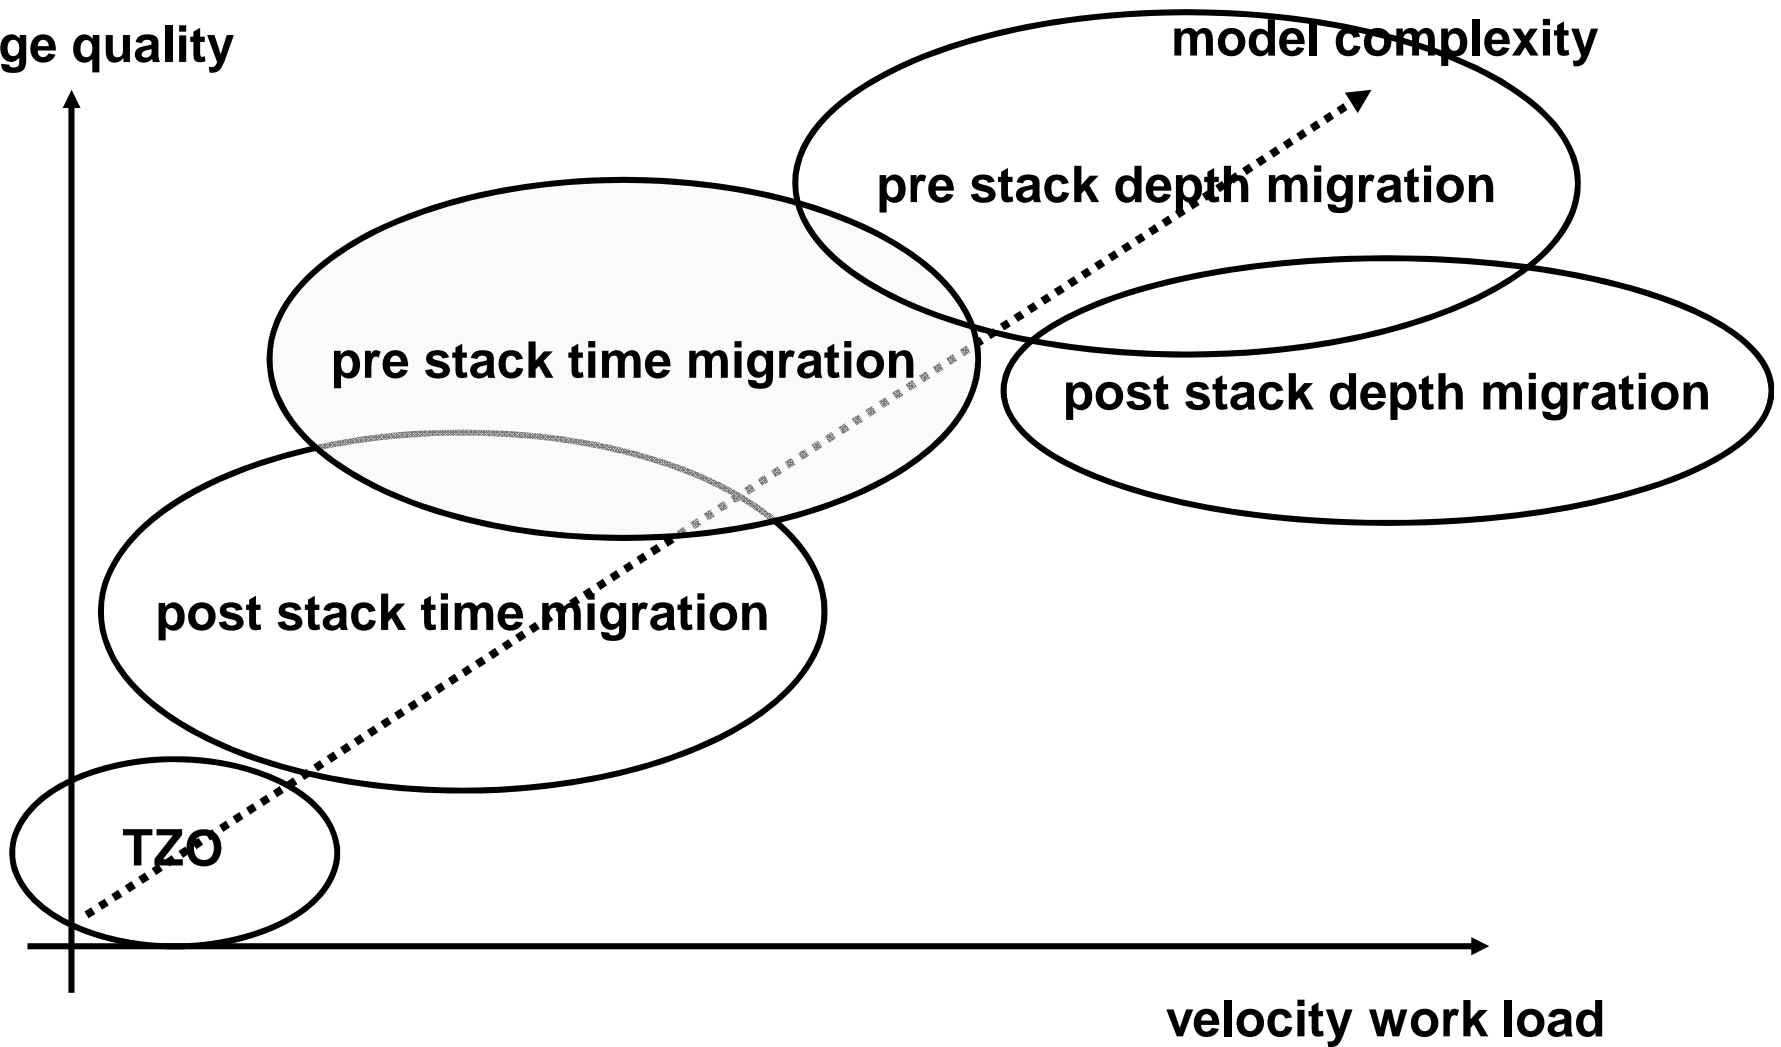 ge quality
model complexity
pre stack depth migration
pre stack time migration
post stack depth migration
post stack time migration
TZO
velocity work load